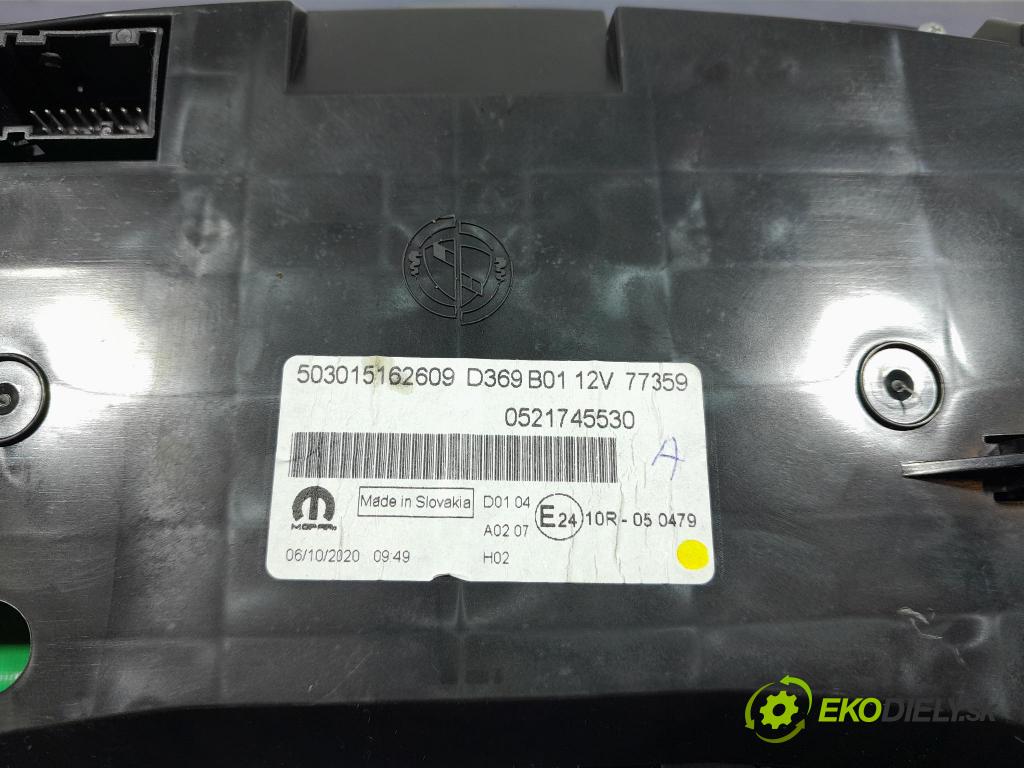 503015162609 D369 B01 12V 77359
0521745530
A
MOPAR
Made in Slovakia
D01 04
A02 07
H02
E24 10R - 05 0479
06/10/2020 09:49
EKODIELY.SK